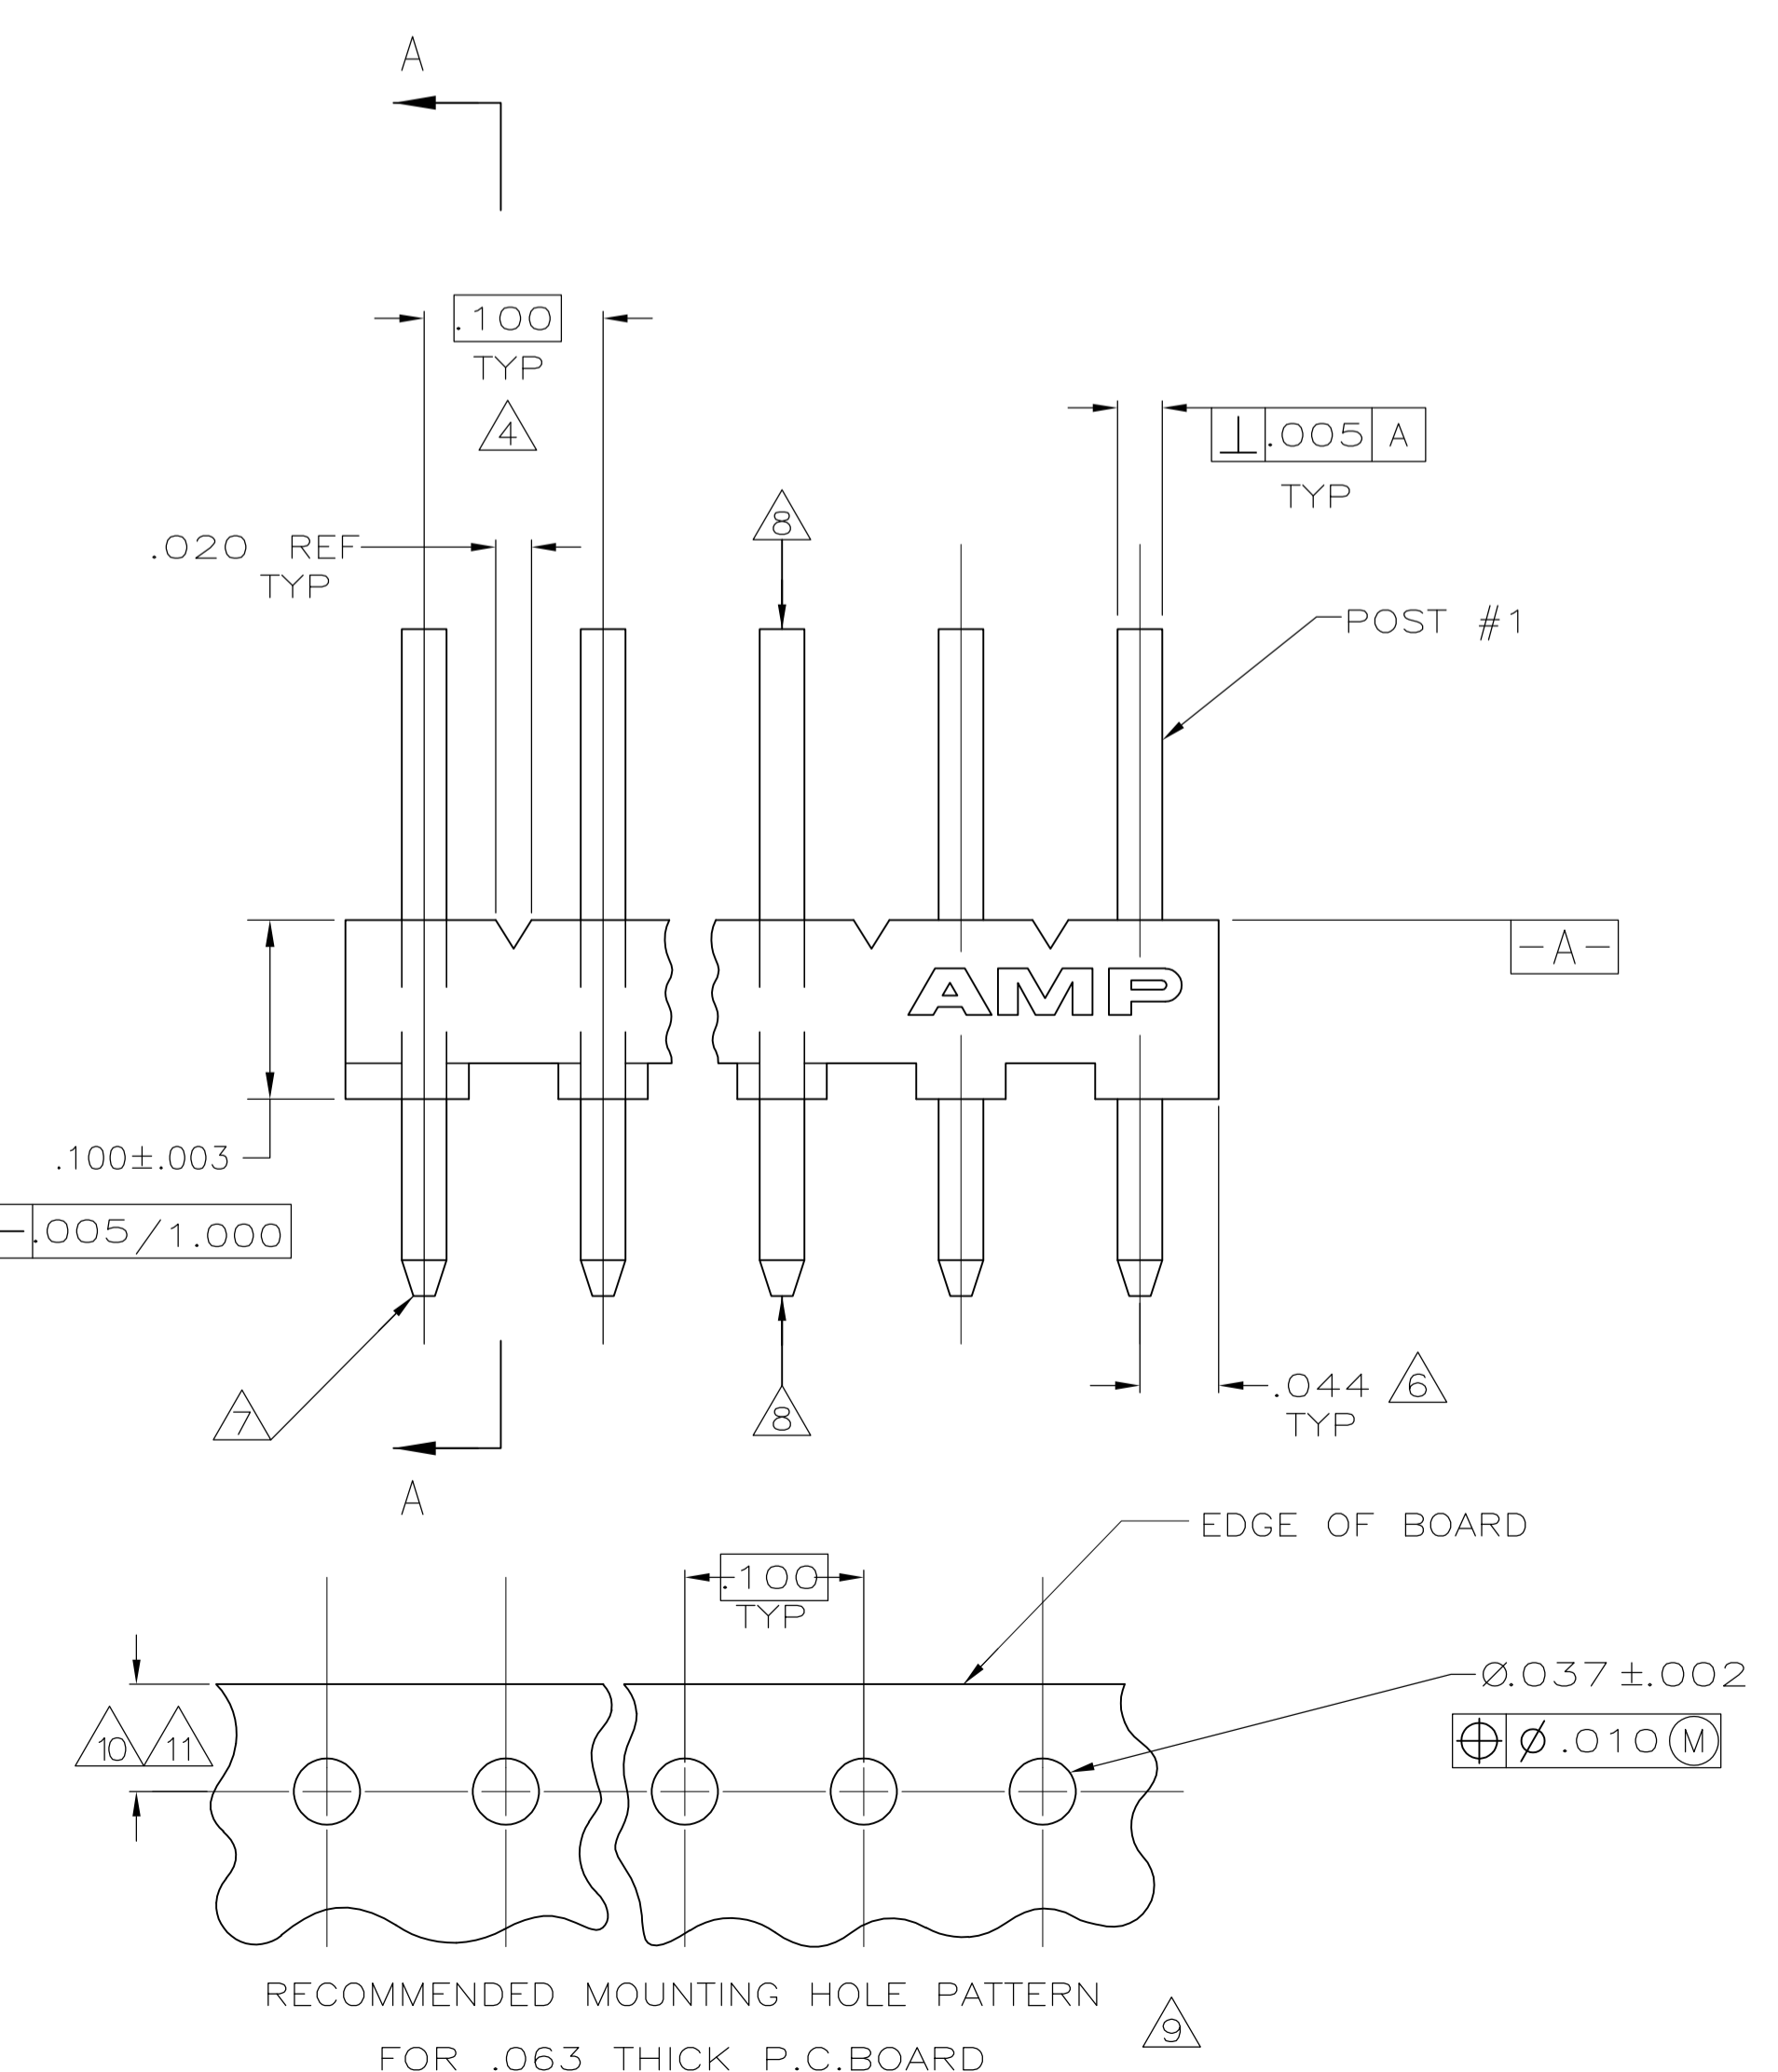 A
.100
TYP
4
⊥ .005 A
TYP
8
.020 REF
TYP
POST #1
-A-
AMP
.100±.003
.005/1.000
7
8
.044 6
TYP
A
EDGE OF BOARD
.100
TYP
Ø.037±.002
⌖ Ø.010 Ⓜ
10 11
RECOMMENDED MOUNTING HOLE PATTERN
FOR .063 THICK P.C.BOARD
9